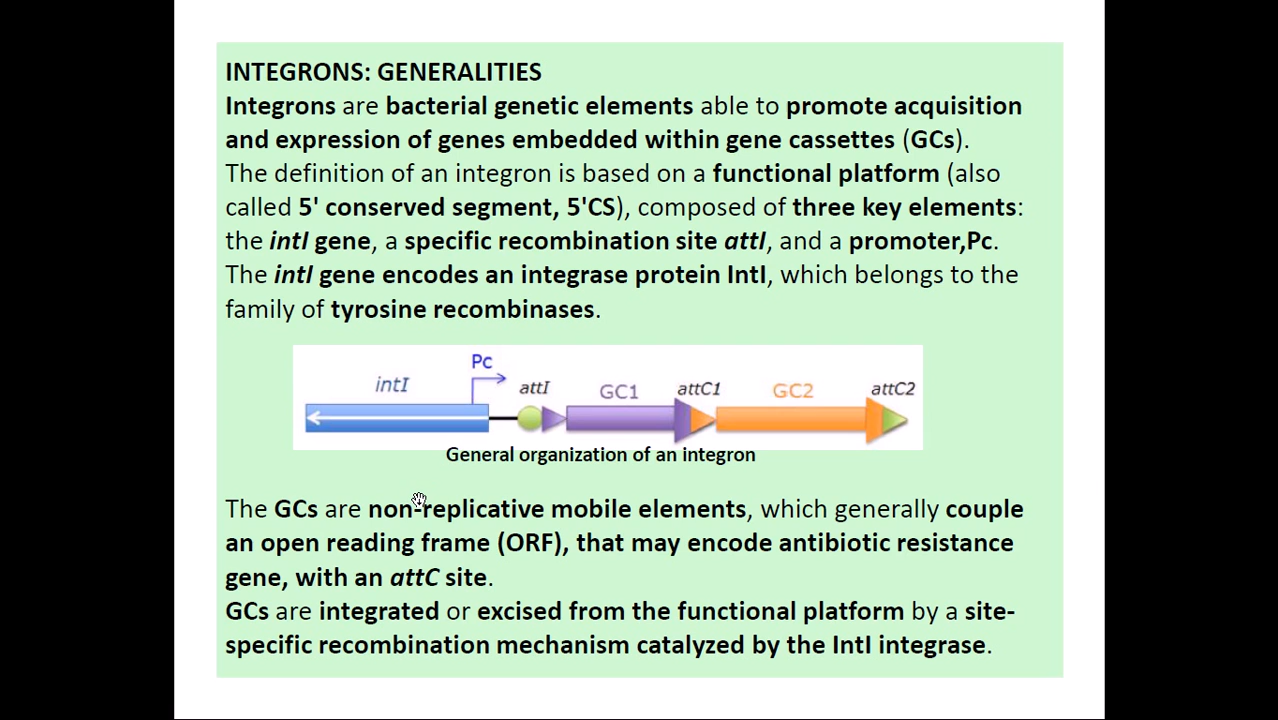 INTEGRONS: GENERALITIES
Integrons are bacterial genetic elements able to promote acquisition
and expression of genes embedded within gene cassettes (GCs).
The definition of an integron is based on a functional platform (also
called 5' conserved segment, 5'CS), composed of three key elements:
the intI gene, a specific recombination site attI, and a promoter,Pc.
The intI gene encodes an integrase protein IntI, which belongs to the
family of tyrosine recombinases.
Pc
intI attI GC1 attC1 GC2 attC2
General organization of an integron
The GCs are non-replicative mobile elements, which generally couple
an open reading frame (ORF), that may encode antibiotic resistance
gene, with an attC site.
GCs are integrated or excised from the functional platform by a site-
specific recombination mechanism catalyzed by the IntI integrase.